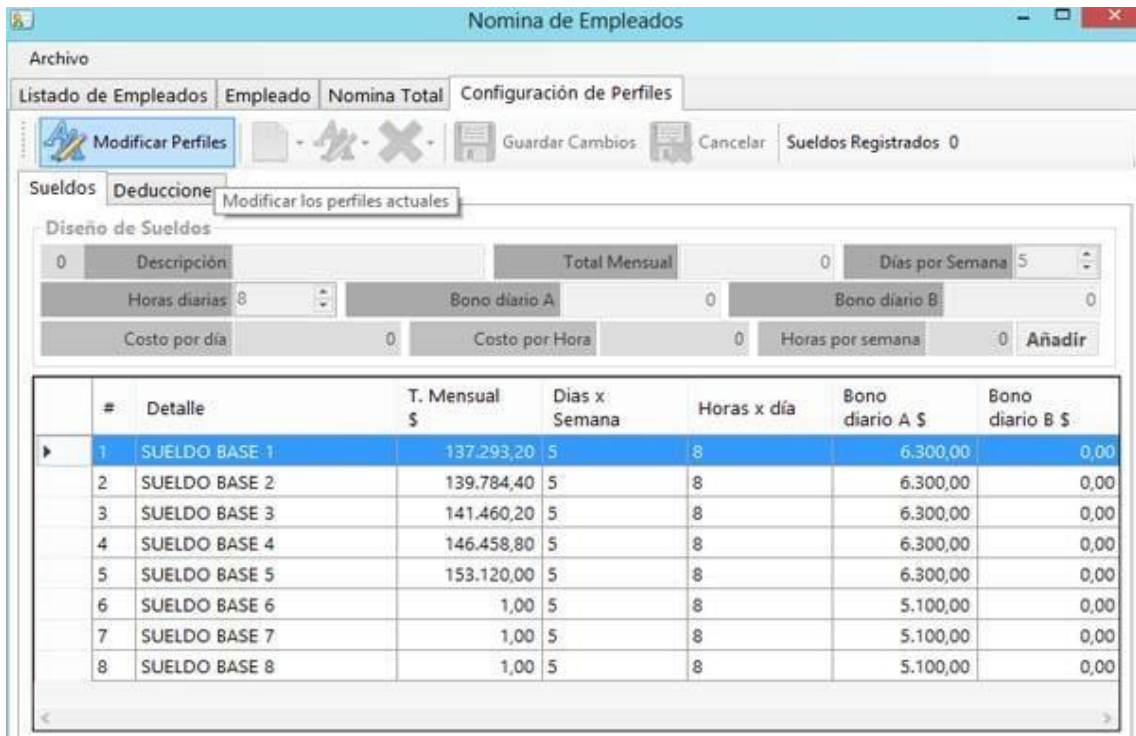 Nomina de Empleados
Archivo
Listado de Empleados Empleado Nomina Total Configuración de Perfiles
Modificar Perfiles Guardar Cambios Cancelar Sueldos Registrados 0
Sueldos Deduccione
Modificar los perfiles actuales
Diseño de Sueldos
0 Descripción Total Mensual 0 Días por Semana 5
Horas diarias 8 Bono diario A 0 Bono diario B 0
Costo por día 0 Costo por Hora 0 Horas por semana 0 Añadir
# Detalle T. Mensual $ Dias x Semana Horas x día Bono diario A $ Bono diario B $
1 SUELDO BASE 1 137.293,20 5 8 6.300,00 0,00
2 SUELDO BASE 2 139.784,40 5 8 6.300,00 0,00
3 SUELDO BASE 3 141.460,20 5 8 6.300,00 0,00
4 SUELDO BASE 4 146.458,80 5 8 6.300,00 0,00
5 SUELDO BASE 5 153.120,00 5 8 6.300,00 0,00
6 SUELDO BASE 6 1,00 5 8 5.100,00 0,00
7 SUELDO BASE 7 1,00 5 8 5.100,00 0,00
8 SUELDO BASE 8 1,00 5 8 5.100,00 0,00